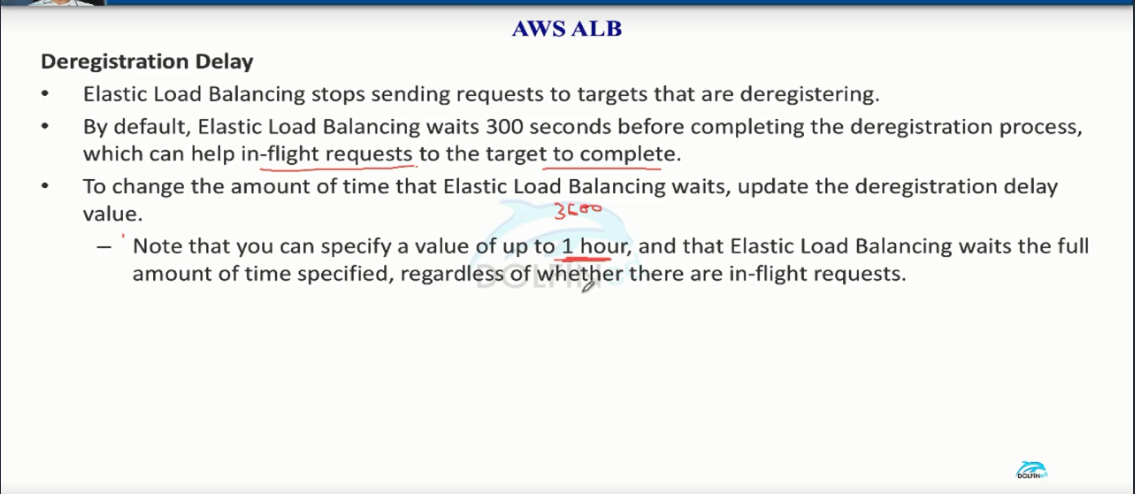 AWS ALB
Deregistration Delay
• Elastic Load Balancing stops sending requests to targets that are deregistering.
• By default, Elastic Load Balancing waits 300 seconds before completing the deregistration process,
which can help in-flight requests to the target to complete.
• To change the amount of time that Elastic Load Balancing waits, update the deregistration delay
value.
3600
– Note that you can specify a value of up to 1 hour, and that Elastic Load Balancing waits the full
amount of time specified, regardless of whether there are in-flight requests.
DOLFIN
DOLFIN